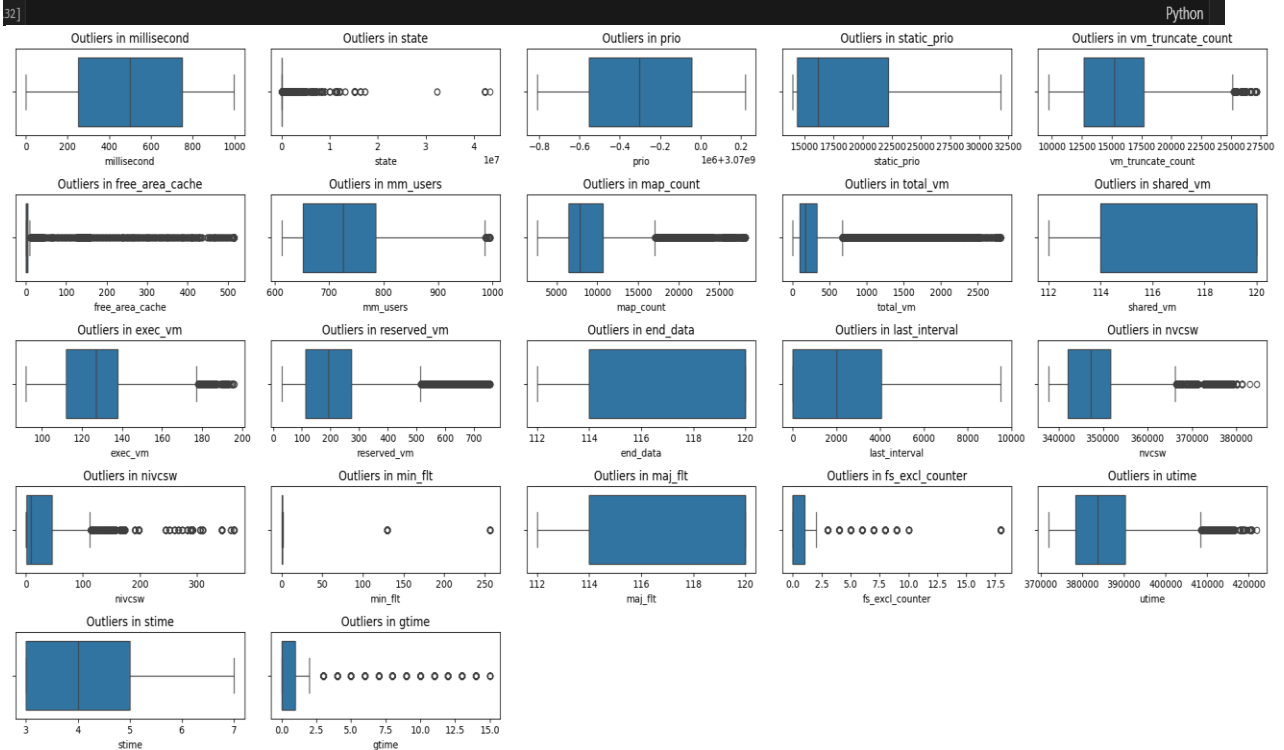 32]
Python
Outliers in millisecond
Outliers in state
Outliers in prio
Outliers in static_prio
Outliers in vm_truncate_count
0 200 400 600 800 1000
0 1 2 3 4
1e7
−0.8 −0.6 −0.4 −0.2 0.0 0.2
1e6+3.07e9
15000 17500 20000 22500 25000 27500 30000 32500
10000 12500 15000 17500 20000 22500 25000 27500
millisecond
state
prio
static_prio
vm_truncate_count
Outliers in free_area_cache
Outliers in mm_users
Outliers in map_count
Outliers in total_vm
Outliers in shared_vm
0 100 200 300 400 500
600 700 800 900 1000
5000 10000 15000 20000 25000
0 500 1000 1500 2000 2500
112 114 116 118 120
free_area_cache
mm_users
map_count
total_vm
shared_vm
Outliers in exec_vm
Outliers in reserved_vm
Outliers in end_data
Outliers in last_interval
Outliers in nvcsw
100 120 140 160 180 200
0 100 200 300 400 500 600 700
112 114 116 118 120
0 2000 4000 6000 8000 10000
340000 350000 360000 370000 380000
exec_vm
reserved_vm
end_data
last_interval
nvcsw
Outliers in nivcsw
Outliers in min_flt
Outliers in maj_flt
Outliers in fs_excl_counter
Outliers in utime
0 100 200 300
0 50 100 150 200 250
112 114 116 118 120
0.0 2.5 5.0 7.5 10.0 12.5 15.0 17.5
370000 380000 390000 400000 410000 420000
nivcsw
min_flt
maj_flt
fs_excl_counter
utime
Outliers in stime
Outliers in gtime
3 4 5 6 7
0.0 2.5 5.0 7.5 10.0 12.5 15.0
stime
gtime